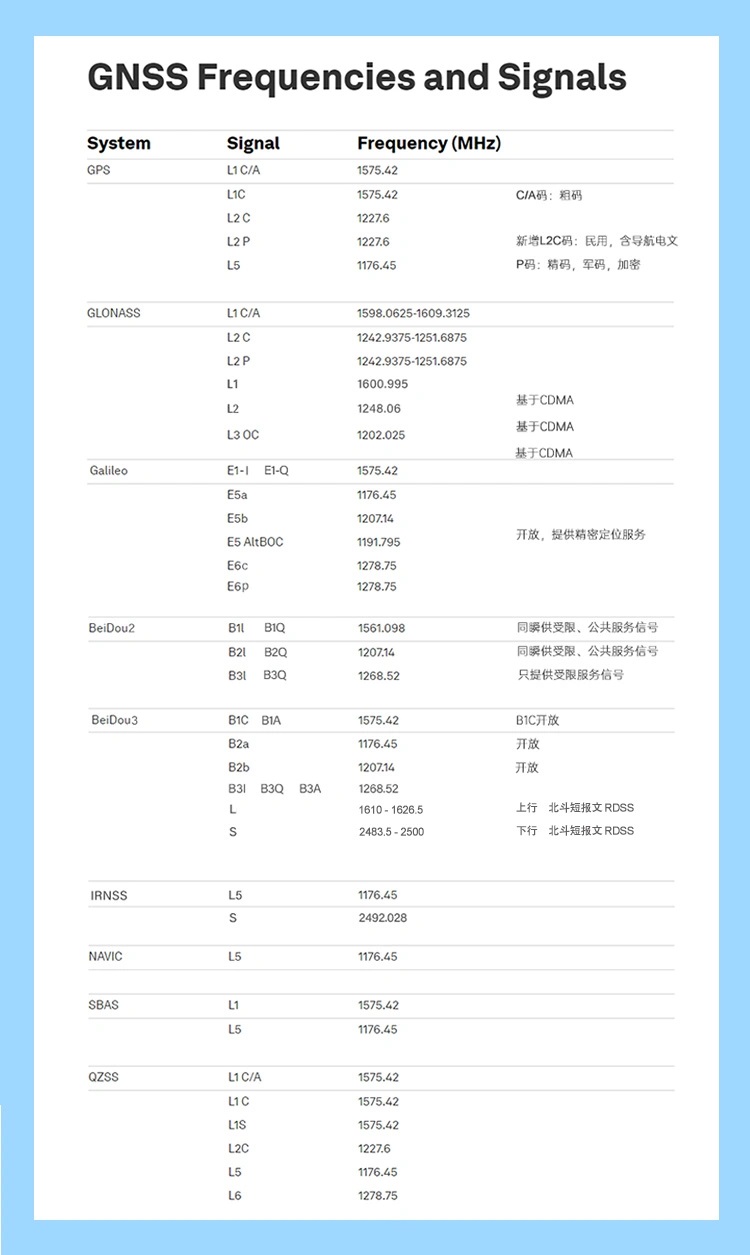 GNSS Frequencies and Signals
System Signal Frequency (MHz)
GPS L1 C/A 1575.42
L1C 1575.42 C/A码：粗码
L2 C 1227.6
L2 P 1227.6 新增L2C码：民用，含导航电文
L5 1176.45 P码：精码，军码，加密
GLONASS L1 C/A 1598.0625-1609.3125
L2 C 1242.9375-1251.6875
L2 P 1242.9375-1251.6875
L1 1600.995
基于CDMA
L2 1248.06
基于CDMA
L3 OC 1202.025
基于CDMA
Galileo E1-I E1-Q 1575.42
E5a 1176.45
E5b 1207.14
开放，提供精密定位服务
E5 AltBOC 1191.795
E6c 1278.75
E6p 1278.75
BeiDou2 B1I B1Q 1561.098 同瞬供受限、公共服务信号
B2I B2Q 1207.14 同瞬供受限、公共服务信号
B3I B3Q 1268.52 只提供受限服务信号
BeiDou3 B1C B1A 1575.42 B1C开放
B2a 1176.45 开放
B2b 1207.14 开放
B3I B3Q B3A 1268.52
L 1610 - 1626.5 上行 北斗短报文 RDSS
S 2483.5 - 2500 下行 北斗短报文 RDSS
IRNSS L5 1176.45
S 2492.028
NAVIC L5 1176.45
SBAS L1 1575.42
L5 1176.45
QZSS L1 C/A 1575.42
L1 C 1575.42
L1S 1575.42
L2C 1227.6
L5 1176.45
L6 1278.75